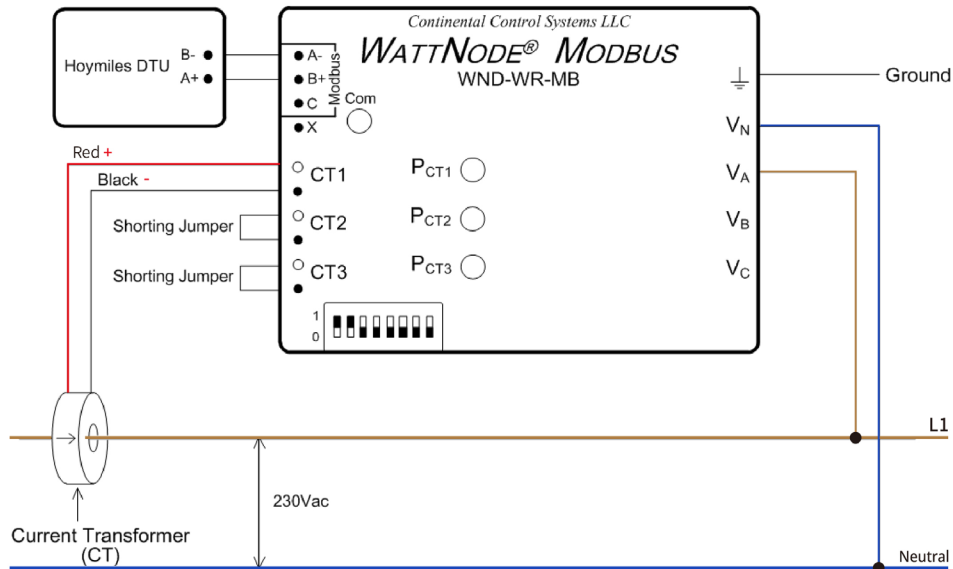 Continental Control Systems LLC
WATTNODE® MODBUS
WND-WR-MB
Hoymiles DTU
B-
A+
A-
B+
C
X
Modbus
Com
Ground
VN
VA
VB
VC
Red +
Black -
CT1
PCT1
Shorting Jumper
CT2
PCT2
Shorting Jumper
CT3
PCT3
1
0
L1
230Vac
Current Transformer
(CT)
Neutral